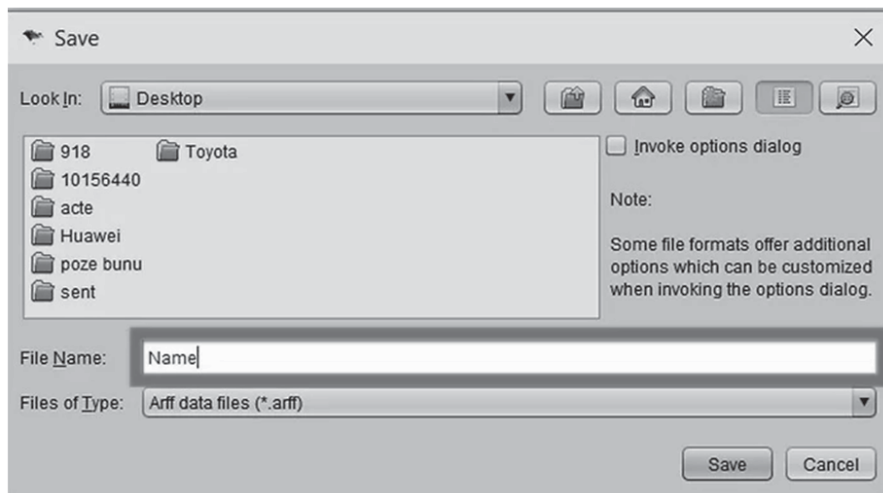 Save
Look In: Desktop
918 Toyota
10156440
acte
Huawei
poze bunu
sent
Invoke options dialog
Note:
Some file formats offer additional
options which can be customized
when invoking the options dialog.
File Name: Name
Files of Type: Arff data files (*.arff)
Save Cancel